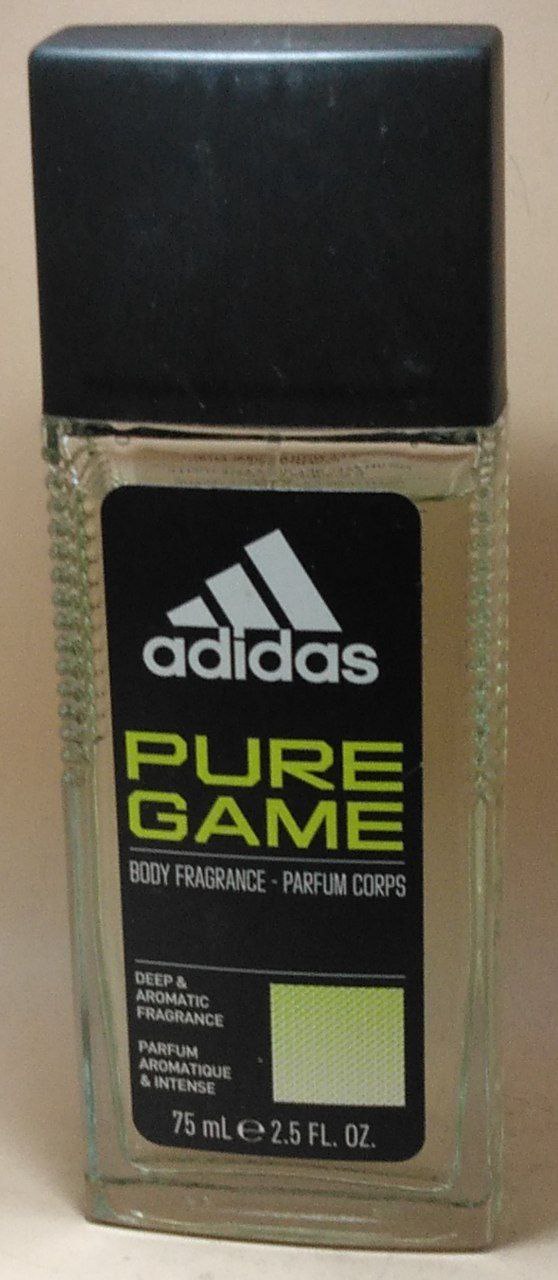 adidas
PURE
GAME
BODY FRAGRANCE - PARFUM CORPS
DEEP &
AROMATIC
FRAGRANCE
PARFUM
AROMATIQUE
& INTENSE
75 mL ℮ 2.5 FL. OZ.